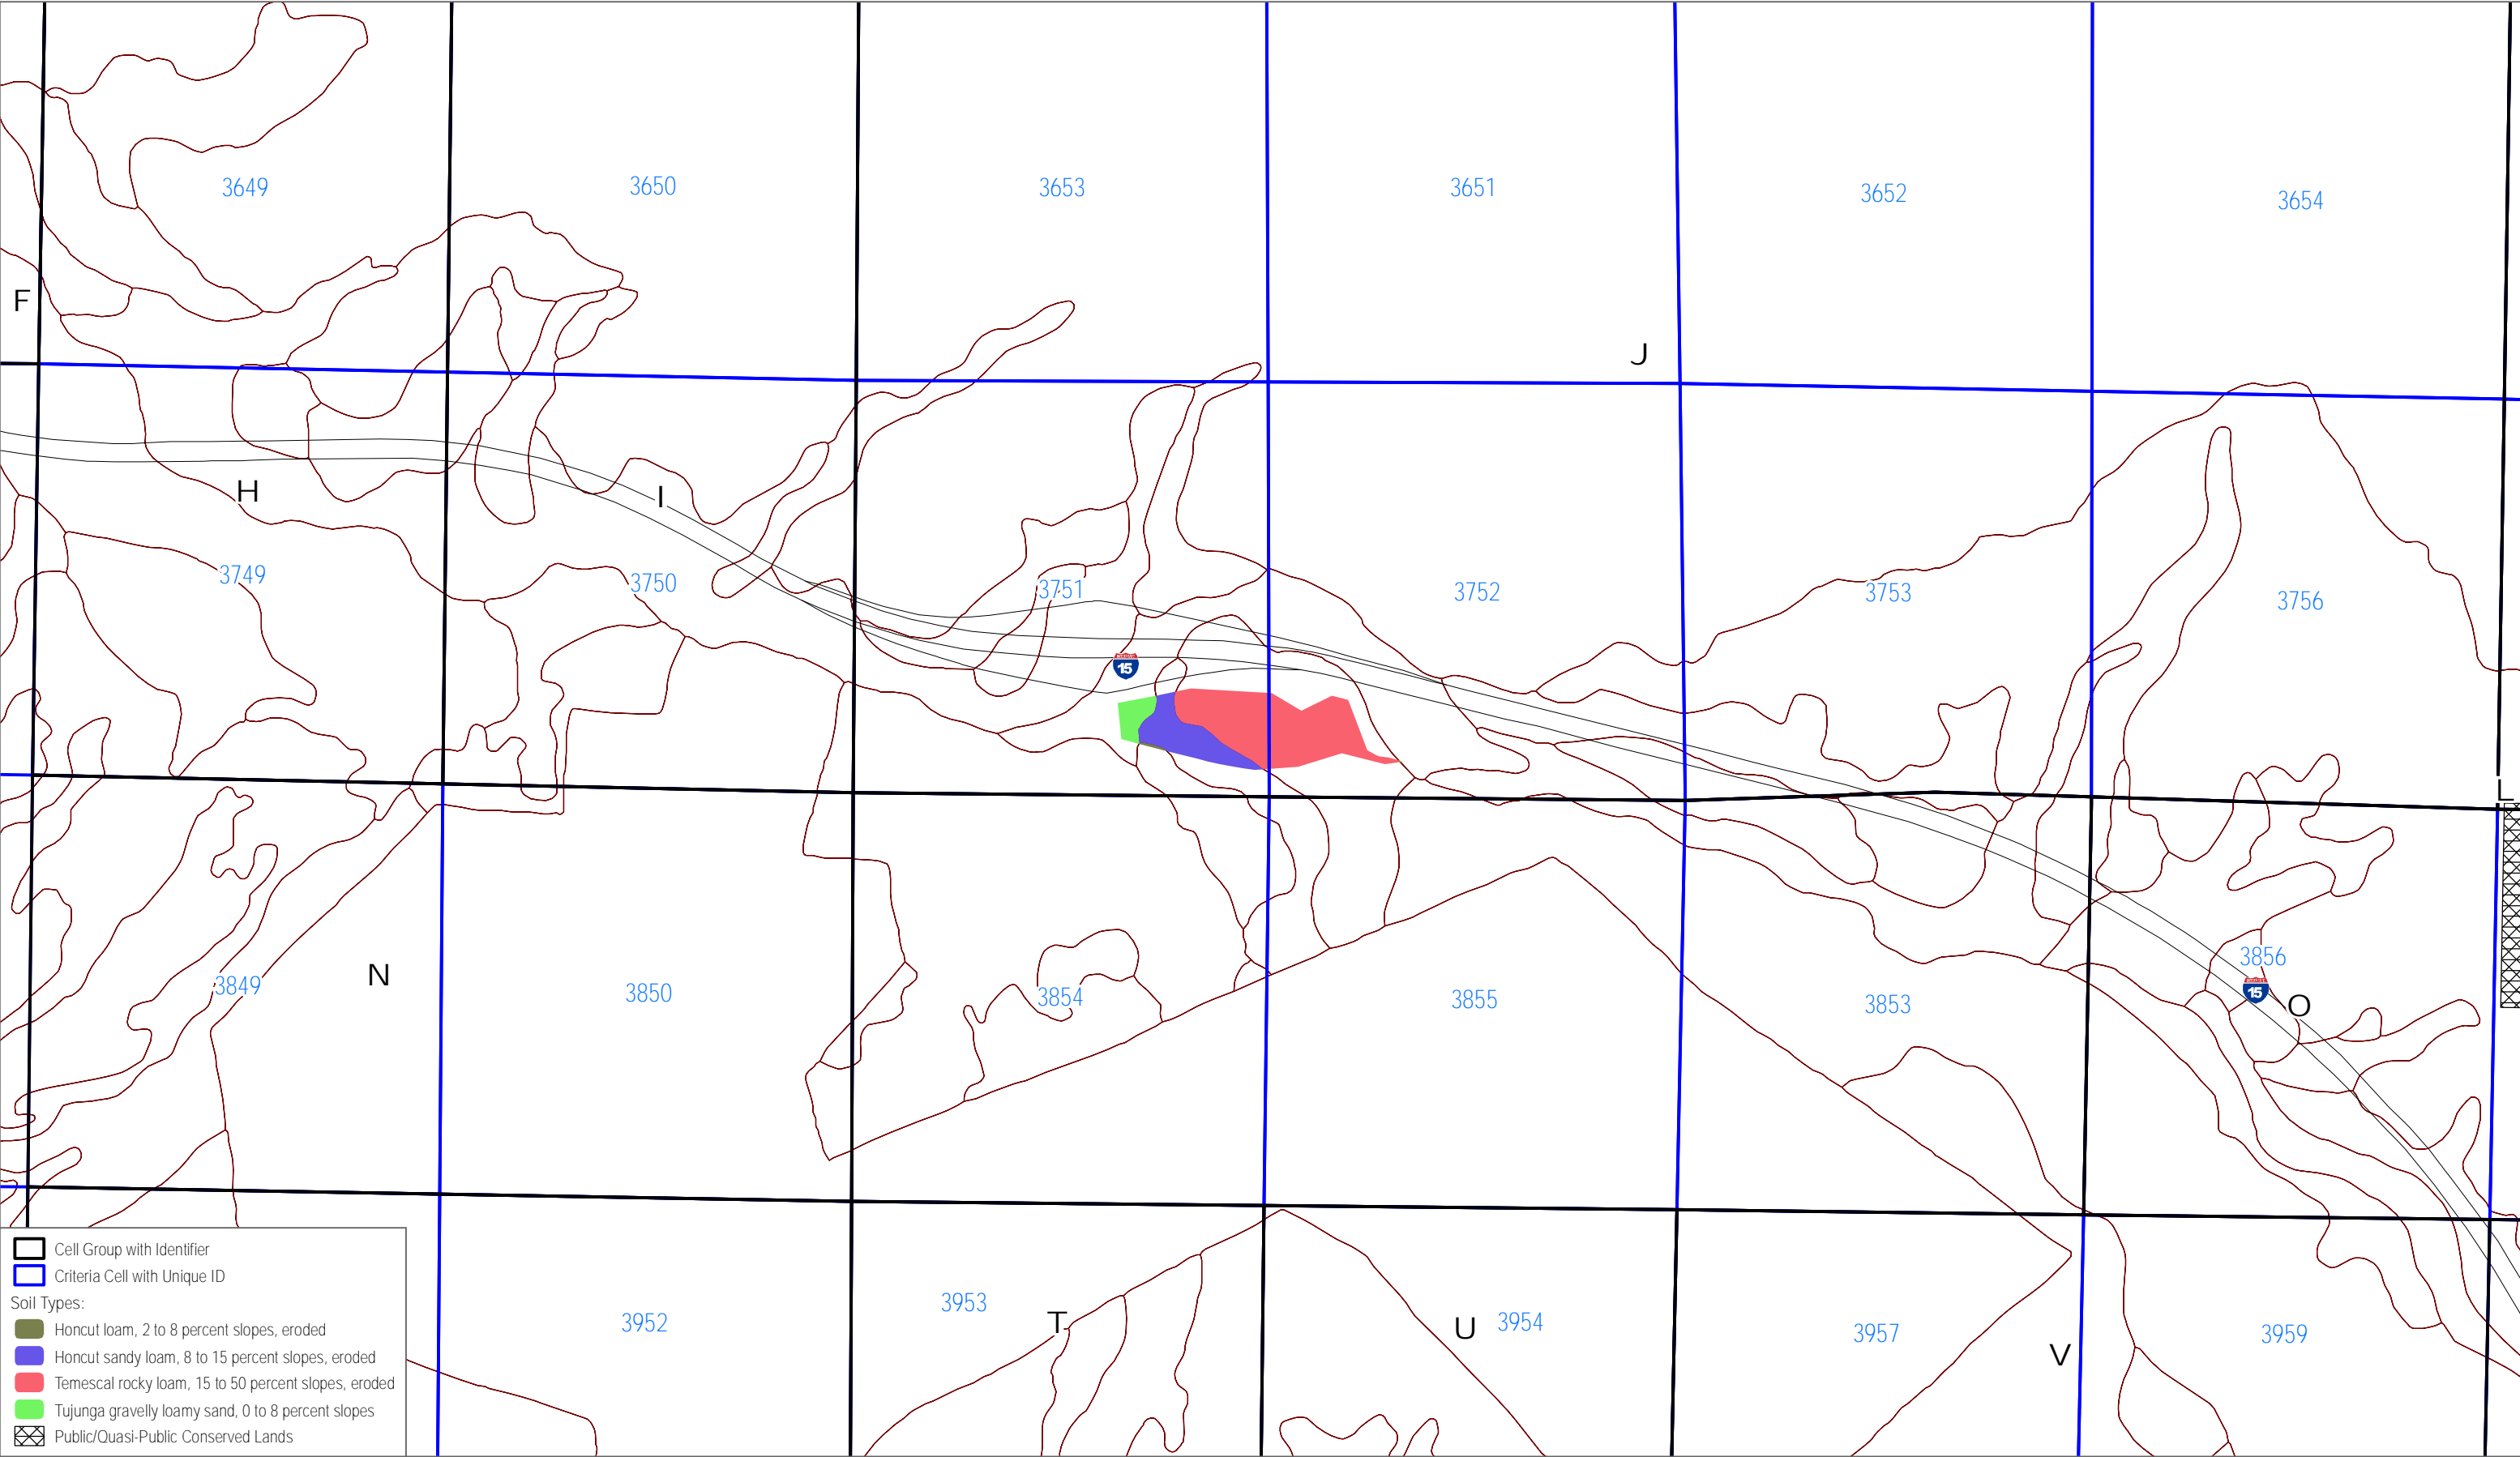 3649
3650
3653
3651
3652
3654
F
J
H
I
3749
3750
3751
3752
3753
3756
INTERSTATE
15
L
N
3849
3850
3854
3855
3853
3856
INTERSTATE
15
O
3952
3953
T
U
3954
3957
V
3959
Cell Group with Identifier
Criteria Cell with Unique ID
Soil Types:
Honcut loam, 2 to 8 percent slopes, eroded
Honcut sandy loam, 8 to 15 percent slopes, eroded
Temescal rocky loam, 15 to 50 percent slopes, eroded
Tujunga gravelly loamy sand, 0 to 8 percent slopes
Public/Quasi-Public Conserved Lands